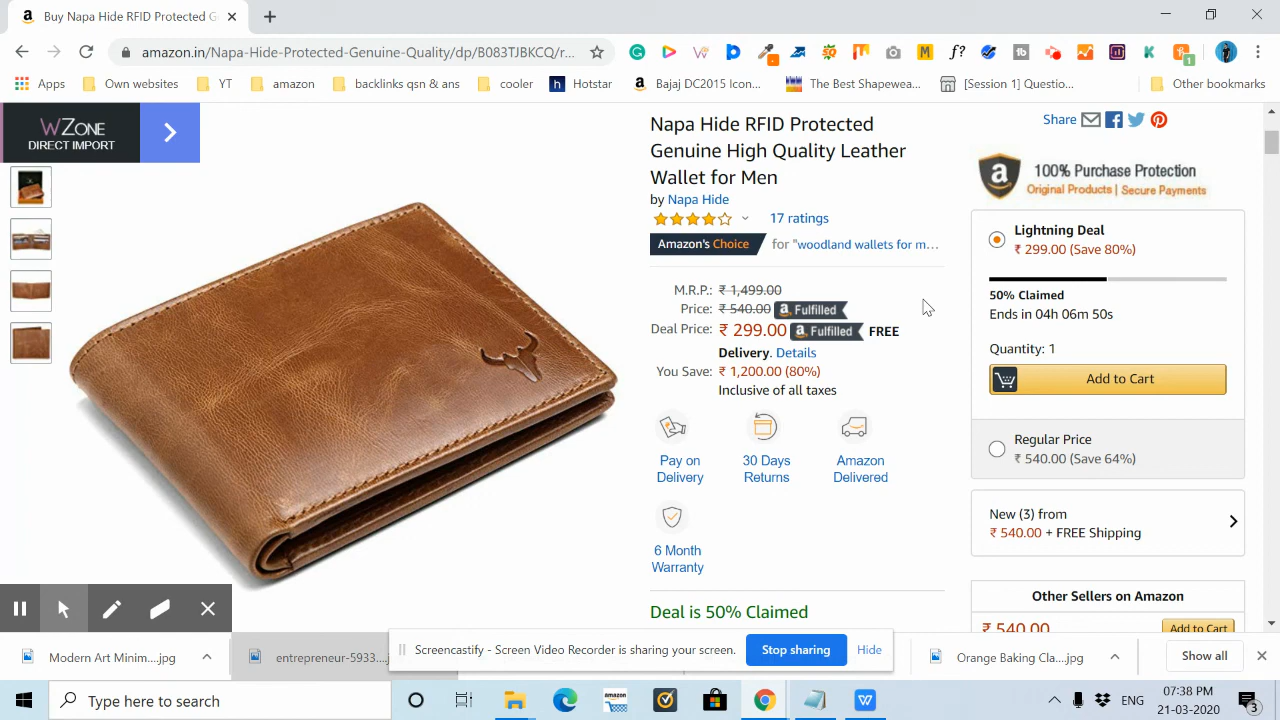 Buy Napa Hide RFID Protected G
amazon.in/Napa-Hide-Protected-Genuine-Quality/dp/B083TJBKCQ/r...
Apps
Own websites
YT
amazon
backlinks qsn & ans
cooler
Hotstar
Bajaj DC2015 Icon...
The Best Shapewea...
[Session 1] Questio...
Other bookmarks
WZONE
DIRECT IMPORT
Napa Hide RFID Protected
Genuine High Quality Leather
Wallet for Men
by Napa Hide
17 ratings
Amazon's Choice for "woodland wallets for m...
M.R.P.: ₹ 1,499.00
Price: ₹ 540.00 Fulfilled
Deal Price: ₹ 299.00 Fulfilled FREE
Delivery. Details
You Save: ₹ 1,200.00 (80%)
Inclusive of all taxes
Pay on
Delivery
30 Days
Returns
Amazon
Delivered
6 Month
Warranty
Deal is 50% Claimed
Share
100% Purchase Protection
Original Products | Secure Payments
Lightning Deal
₹ 299.00 (Save 80%)
50% Claimed
Ends in 04h 06m 50s
Quantity: 1
Add to Cart
Regular Price
₹ 540.00 (Save 64%)
New (3) from
₹ 540.00 + FREE Shipping
Other Sellers on Amazon
₹ 540.00 Add to Cart
Screencastify - Screen Video Recorder is sharing your screen.
Stop sharing
Hide
Modern Art Minim....jpg
entrepreneur-5933...j
Orange Baking Cla....jpg
Show all
Type here to search
ENG
07:38 PM
21-03-2020
3